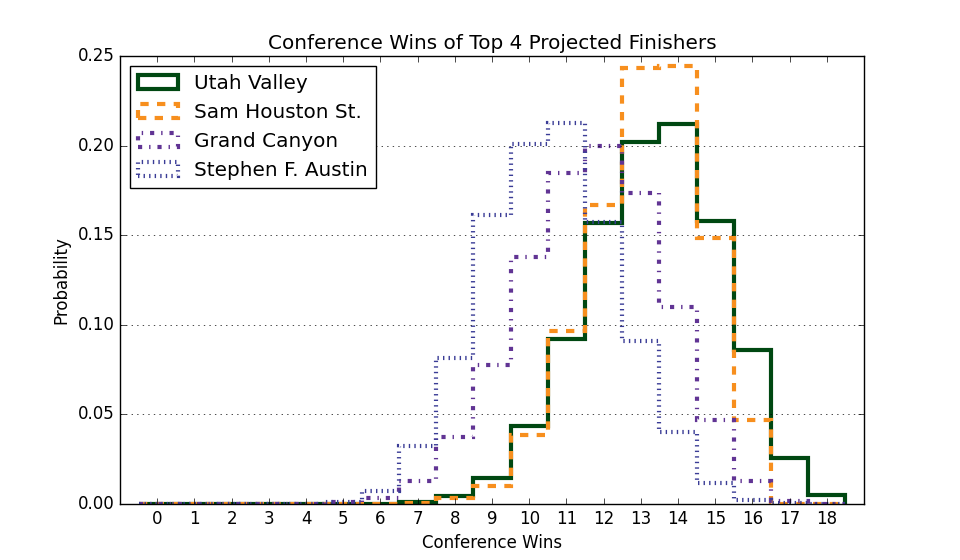 Conference Wins of Top 4 Projected Finishers
0.25
0.20
0.15
0.10
0.05
0.00
Probability
Utah Valley
Sam Houston St.
Grand Canyon
Stephen F. Austin
0 1 2 3 4 5 6 7 8 9 10 11 12 13 14 15 16 17 18
Conference Wins